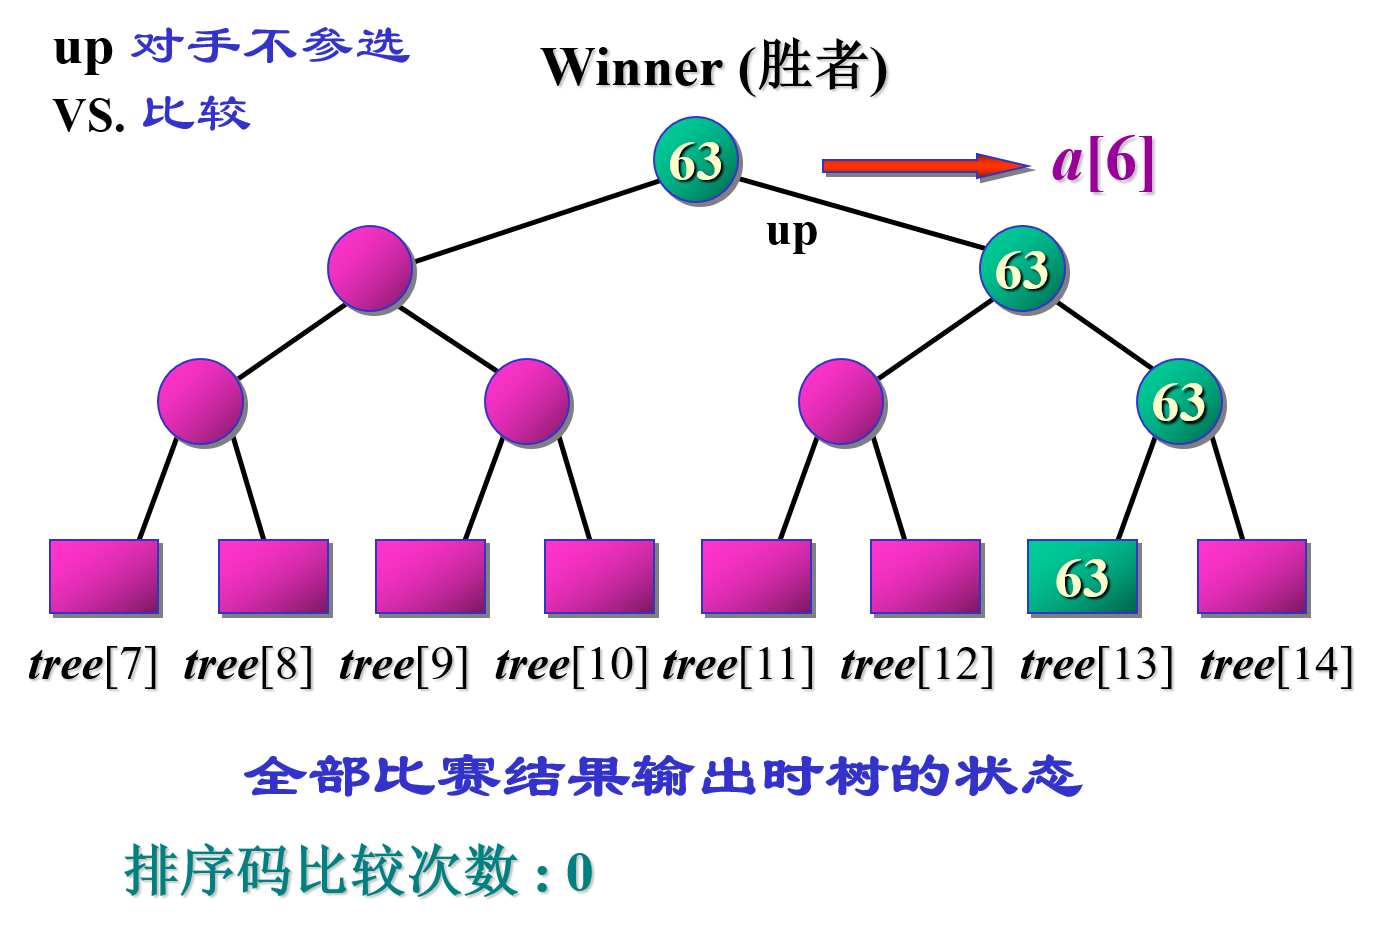 up 对手不参选
VS. 比较
Winner (胜者)
63
a[6]
up
63
63
63
tree[7] tree[8] tree[9] tree[10] tree[11] tree[12] tree[13] tree[14]
全部比赛结果输出时树的状态
排序码比较次数 : 0